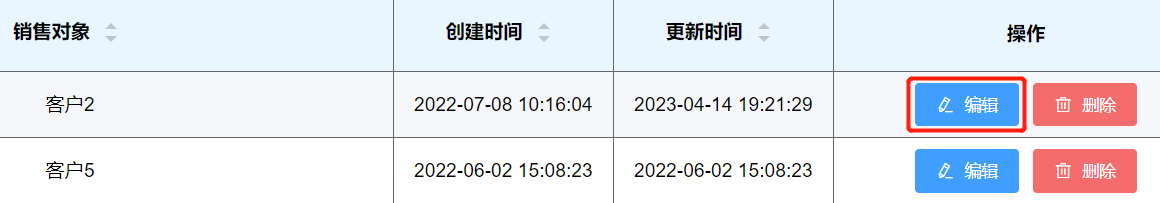 销售对象 创建时间 更新时间 操作
客户2 2022-07-08 10:16:04 2023-04-14 19:21:29 编辑 删除
客户5 2022-06-02 15:08:23 2022-06-02 15:08:23 编辑 删除